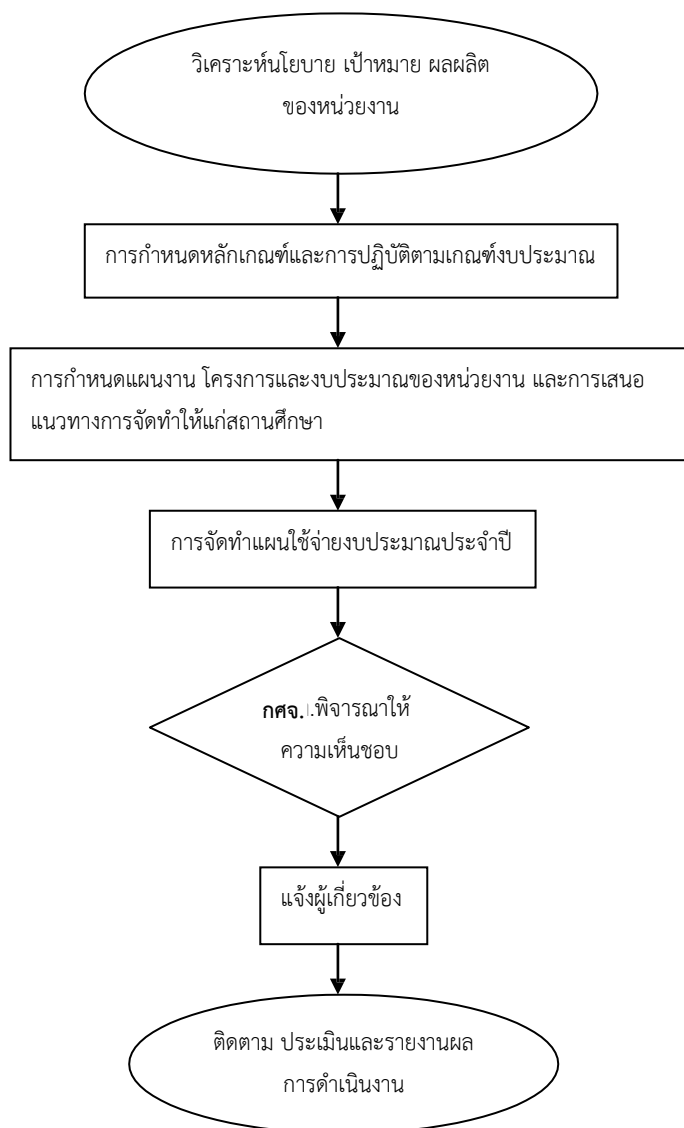 วิเคราะห์นโยบาย เป้าหมาย ผลผลิต
ของหน่วยงาน
การกำหนดหลักเกณฑ์และการปฏิบัติตามเกณฑ์งบประมาณ
การกำหนดแผนงาน โครงการและงบประมาณของหน่วยงาน และการเสนอ
แนวทางการจัดทำให้แก่สถานศึกษา
การจัดทำแผนใช้จ่ายงบประมาณประจำปี
กศจ..พิจารณาให้
ความเห็นชอบ
แจ้งผู้เกี่ยวข้อง
ติดตาม ประเมินและรายงานผล
การดำเนินงาน